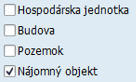 Hospodárska jednotka
Budova
Pozemok
Nájomný objekt